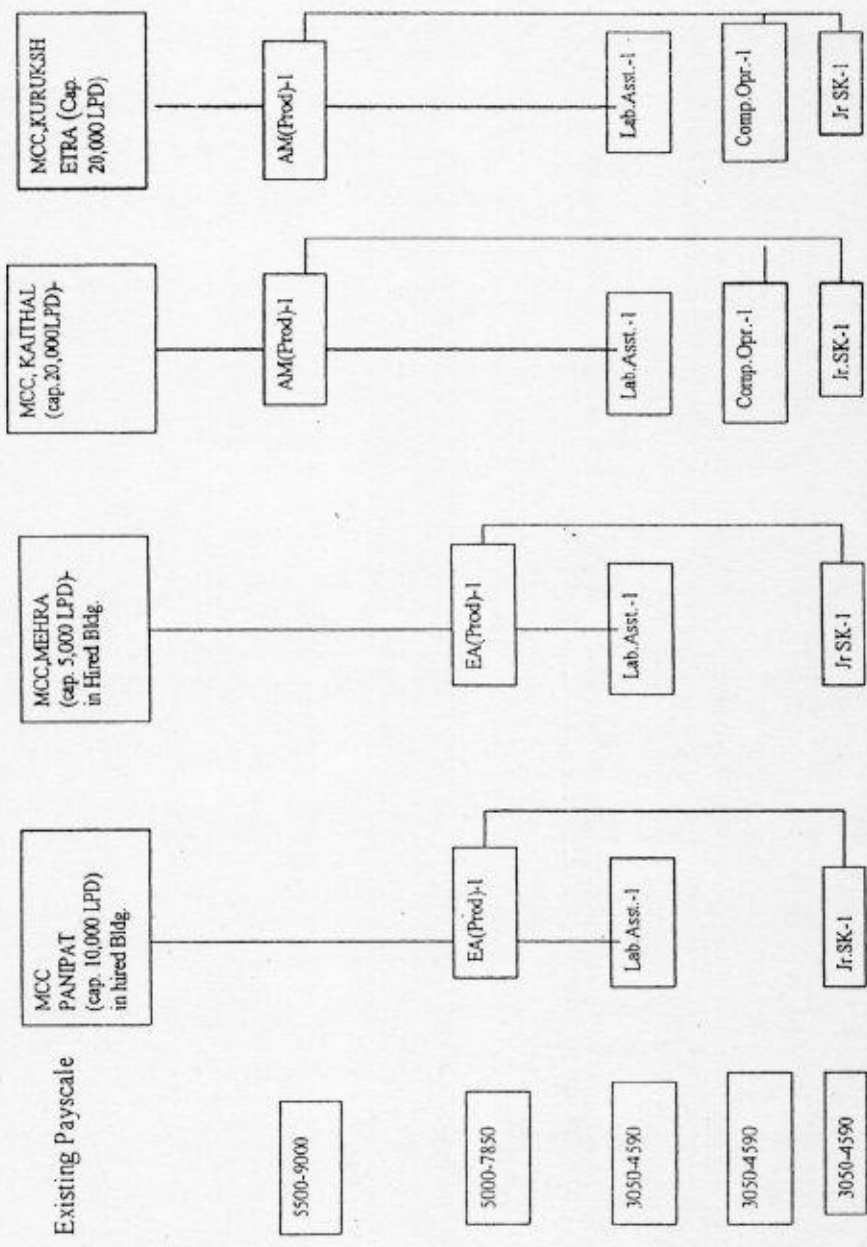 Existing Payscale
MCC
PANIPAT
(cap. 10,000 LPD)
in hired Bldg.
MCC,MEHRA
(cap. 5,000 LPD)-
in Hired Bldg.
MCC, KAITHAL
(cap.20,000LPD)-
MCC,KURUKSH
ETRA (Cap.
20,000 LPD)
5500-9000
AM(Prod)-1
AM(Prod)-1
5000-7850
EA(Prod)-1
EA(Prod)-1
3050-4590
Lab.Asst.-1
Lab.Asst.-1
Lab.Asst.-1
Lab.Asst.-1
3050-4590
Comp.Opr.-1
Comp.Opr.-1
3050-4590
Jr.SK-1
Jr SK-1
Jr.SK-1
Jr SK-1